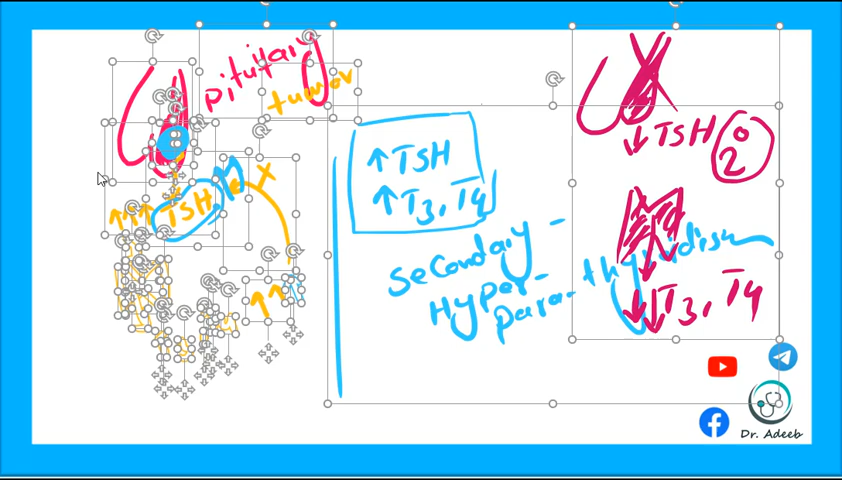 pituitary
tumor
↑↑↑ TSH
x
↑↑
↑ TSH
↑ T3, T4
Secondary -
Hyper-
para-thyroidism
↓ TSH 2°
↓↓ T3, T4
Dr. Adeeb